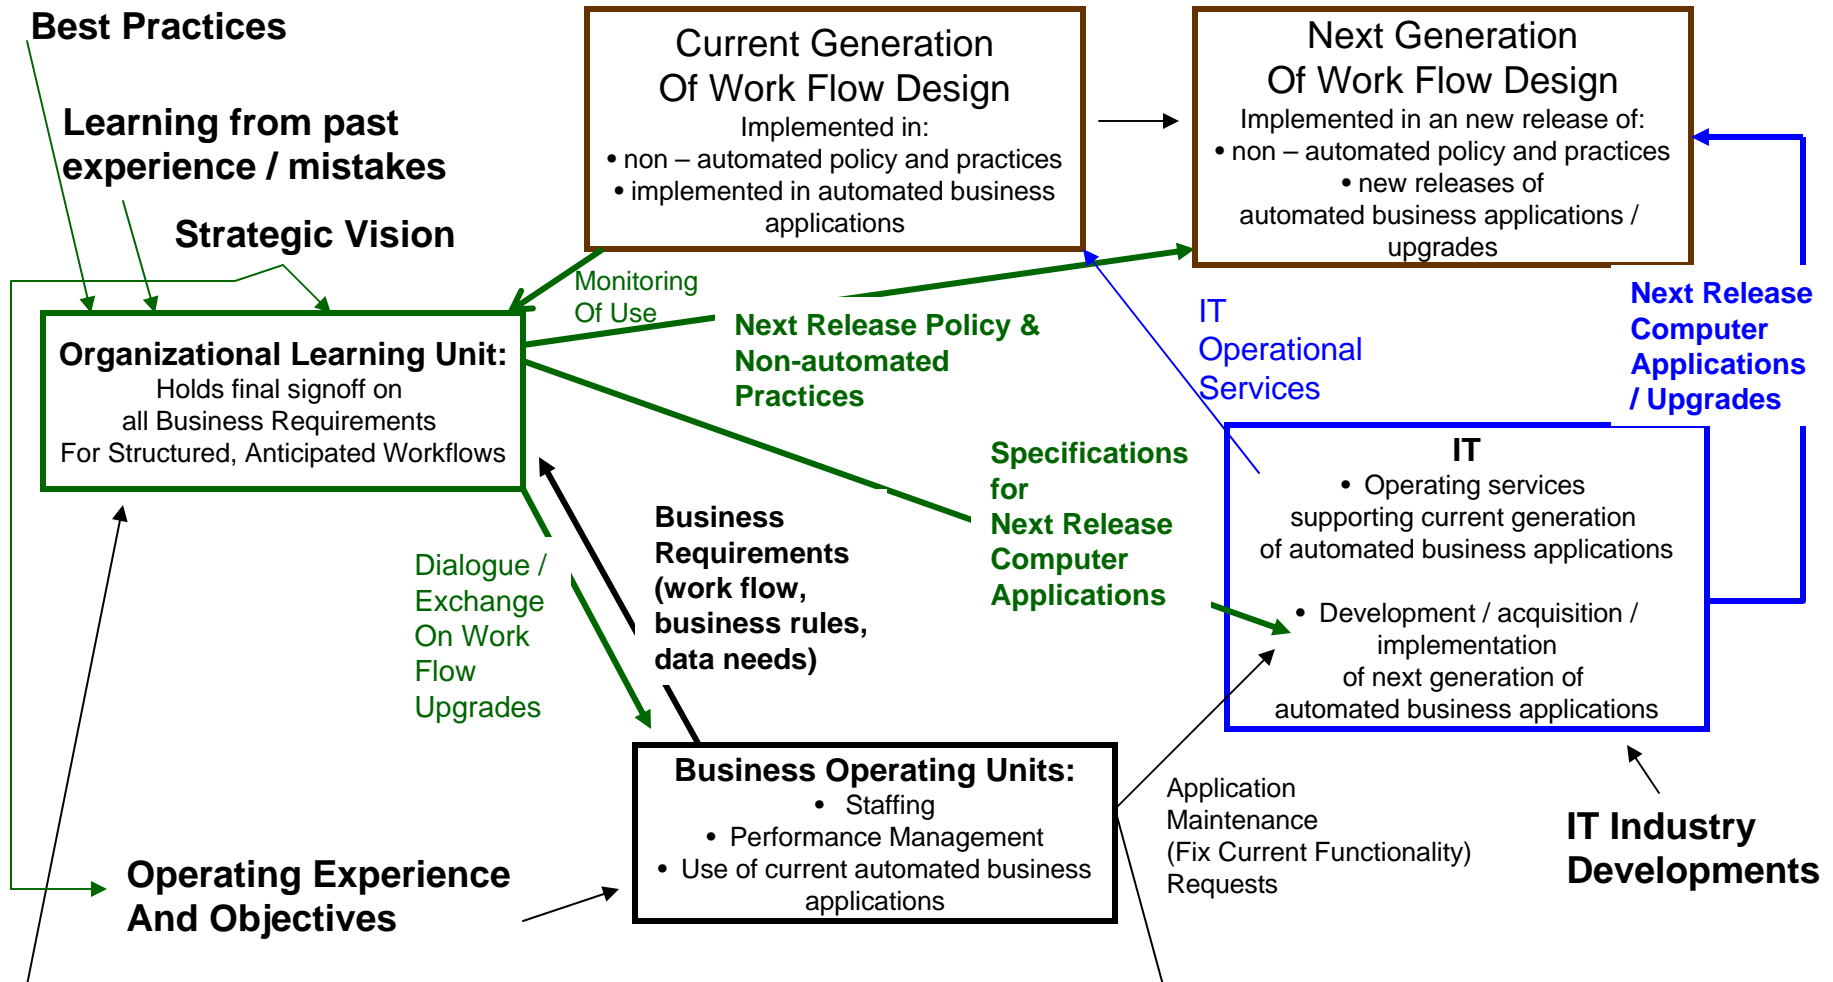 Best Practices
Learning from past
experience / mistakes
Strategic Vision
Current Generation
Of Work Flow Design
Implemented in:
• non – automated policy and practices
• implemented in automated business
applications
Next Generation
Of Work Flow Design
Implemented in an new release of:
• non – automated policy and practices
• new releases of
automated business applications /
upgrades
Monitoring
Of Use
Organizational Learning Unit:
Holds final signoff on
all Business Requirements
For Structured, Anticipated Workflows
Next Release Policy &
Non-automated
Practices
IT
Operational
Services
Next Release
Computer
Applications
/ Upgrades
Specifications
for
Next Release
Computer
Applications
IT
• Operating services
supporting current generation
of automated business applications
• Development / acquisition /
implementation
of next generation of
automated business applications
Business
Requirements
(work flow,
business rules,
data needs)
Dialogue /
Exchange
On Work
Flow
Upgrades
Business Operating Units:
• Staffing
• Performance Management
• Use of current automated business
applications
Application
Maintenance
(Fix Current Functionality)
Requests
IT Industry
Developments
Operating Experience
And Objectives